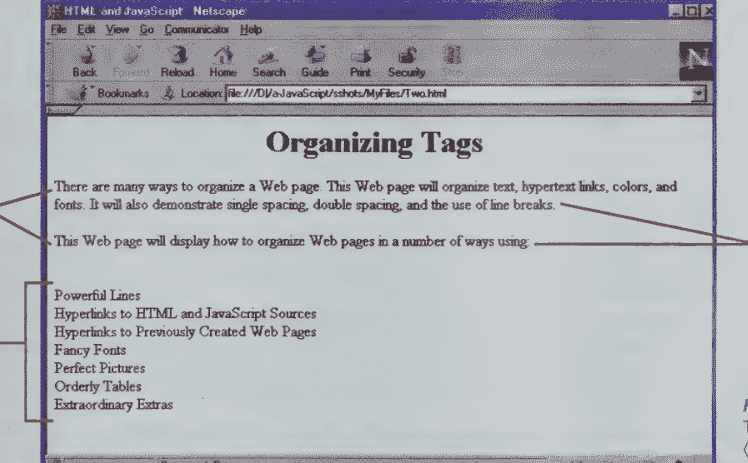 HTML and JavaScript - Netscape
File Edit View Go Communicator Help
Back Forward Reload Home Search Guide Print Security Stop
N
Bookmarks Location: file:///D|/a-JavaScript/sshots/MyFiles/Two.html
Organizing Tags
There are many ways to organize a Web page. This Web page will organize text, hypertext links, colors, and
fonts. It will also demonstrate single spacing, double spacing, and the use of line breaks.
This Web page will display how to organize Web pages in a number of ways using:
Powerful Lines
Hyperlinks to HTML and JavaScript Sources
Hyperlinks to Previously Created Web Pages
Fancy Fonts
Perfect Pictures
Orderly Tables
Extraordinary Extras